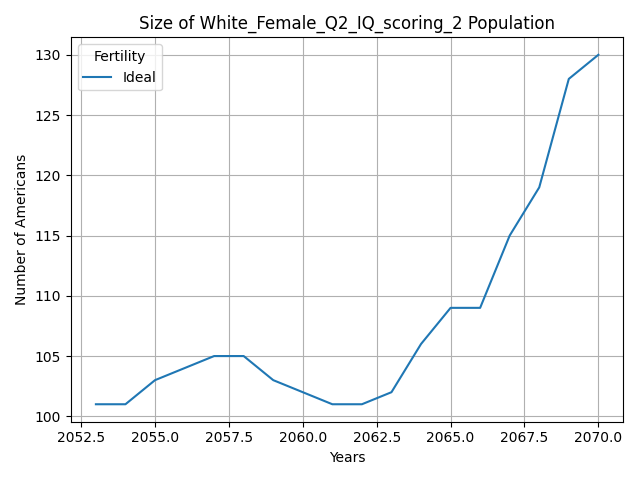 Size of White_Female_Q2_IQ_scoring_2 Population
Fertility
Ideal
Number of Americans
130
125
120
115
110
105
100
2052.5 2055.0 2057.5 2060.0 2062.5 2065.0 2067.5 2070.0
Years